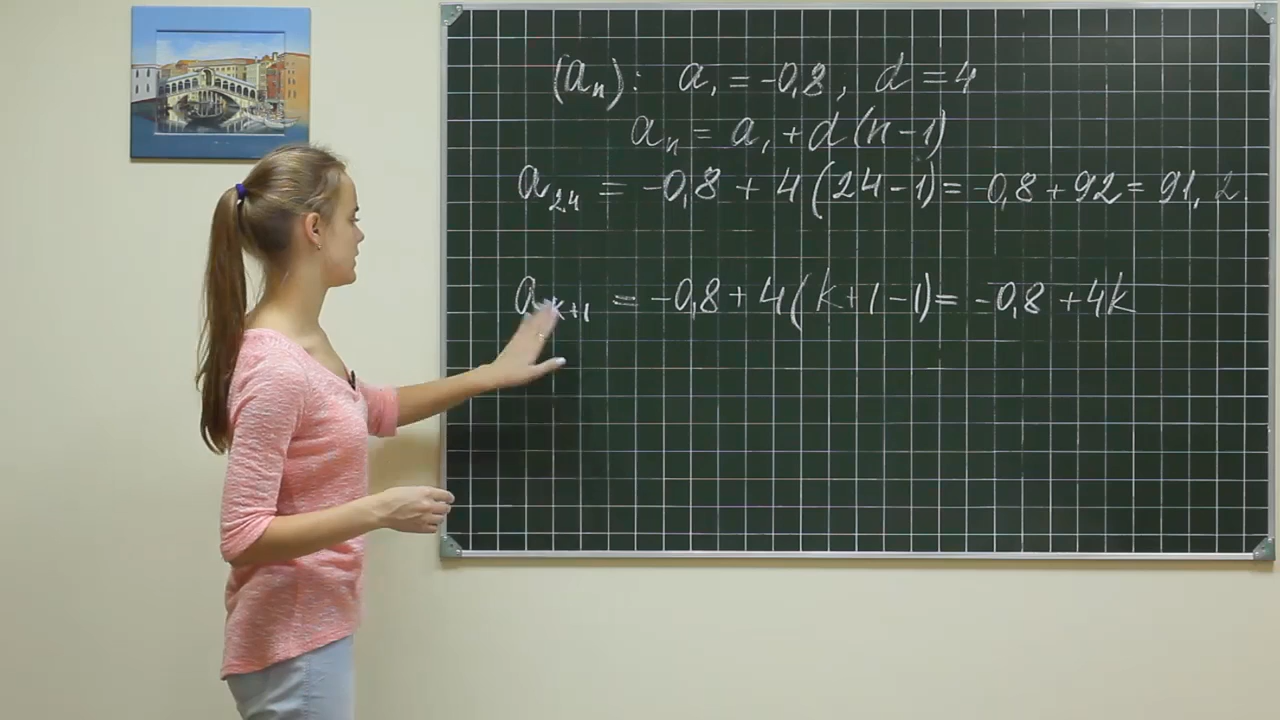 (aₙ): a₁ = -0,8, d = 4
aₙ = a₁ + d(n-1)
a₂₄ = -0,8 + 4(24-1) = -0,8 + 92 = 91,2.
aₖ₊₁ = -0,8 + 4(k+1-1) = -0,8 + 4k